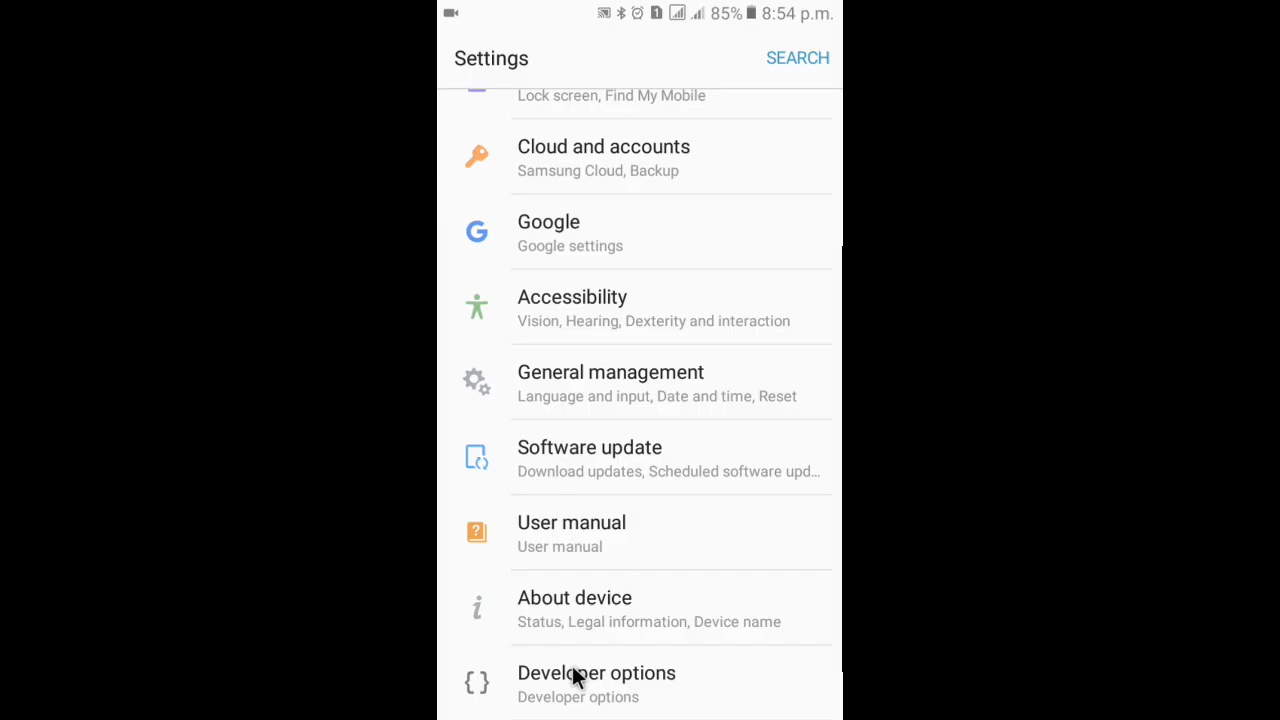 85% 8:54 p.m.
Settings SEARCH
Lock screen, Find My Mobile
Cloud and accounts
Samsung Cloud, Backup
Google
Google settings
Accessibility
Vision, Hearing, Dexterity and interaction
General management
Language and input, Date and time, Reset
Software update
Download updates, Scheduled software upd...
User manual
User manual
About device
Status, Legal information, Device name
Developer options
Developer options